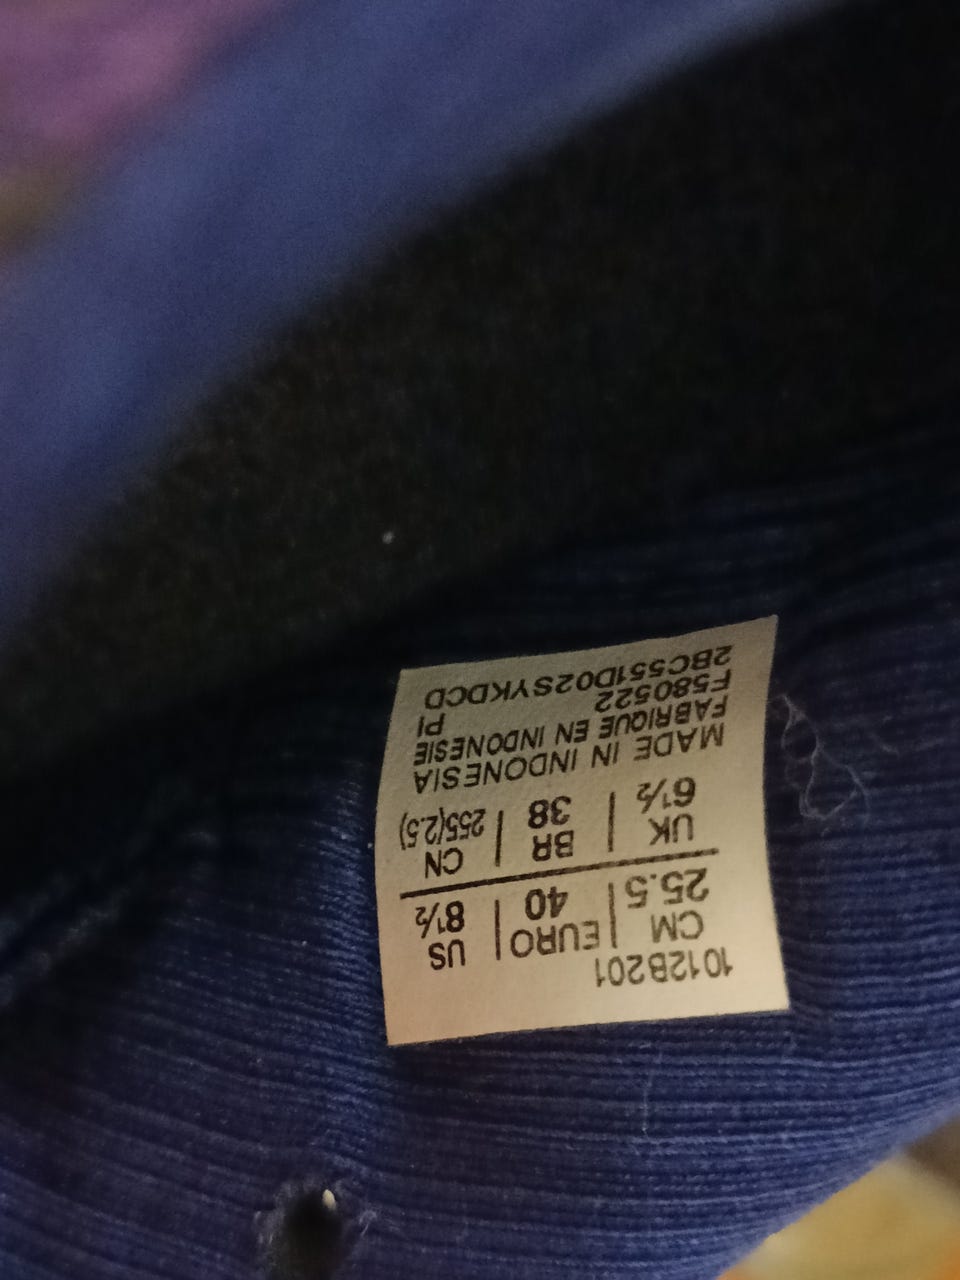 1012B201
CM | EURO | US
25.5 | 40 | 8½
UK | BR | CN
6½ | 38 | 255(2.5)
MADE IN INDONESIA
FABRIQUE EN INDONESIE
F580522 PI
2BC551D02SYKDCD